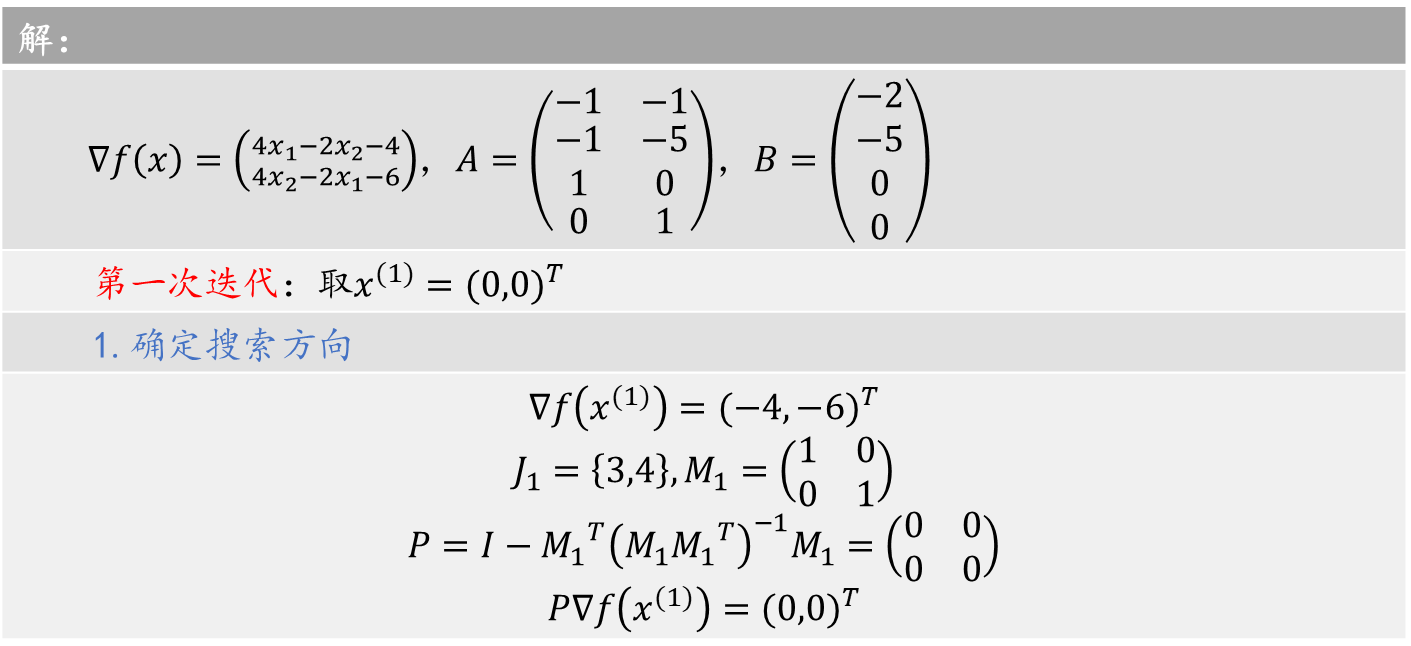 解：
∇f(x) = (4x₁−2x₂−4 4x₂−2x₁−6), A = (−1 −1 −1 −5 1 0 0 1), B = (−2 −5 0 0)
第一次迭代：取x⁽¹⁾ = (0,0)ᵀ
1.确定搜索方向
∇f(x⁽¹⁾) = (−4,−6)ᵀ
J₁ = {3,4}, M₁ = (1 0 0 1)
P = I − M₁ᵀ(M₁M₁ᵀ)⁻¹M₁ = (0 0 0 0)
P∇f(x⁽¹⁾) = (0,0)ᵀ